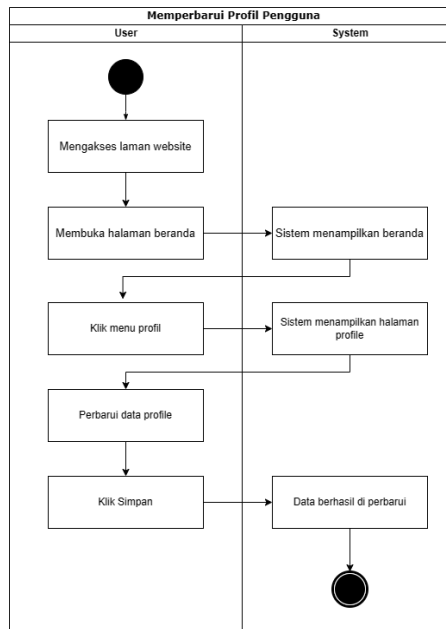 Memperbarui Profil Pengguna
User
System
Mengakses laman website
Membuka halaman beranda
Sistem menampilkan beranda
Klik menu profil
Sistem menampilkan halaman
profile
Perbarui data profile
Klik Simpan
Data berhasil di perbarui